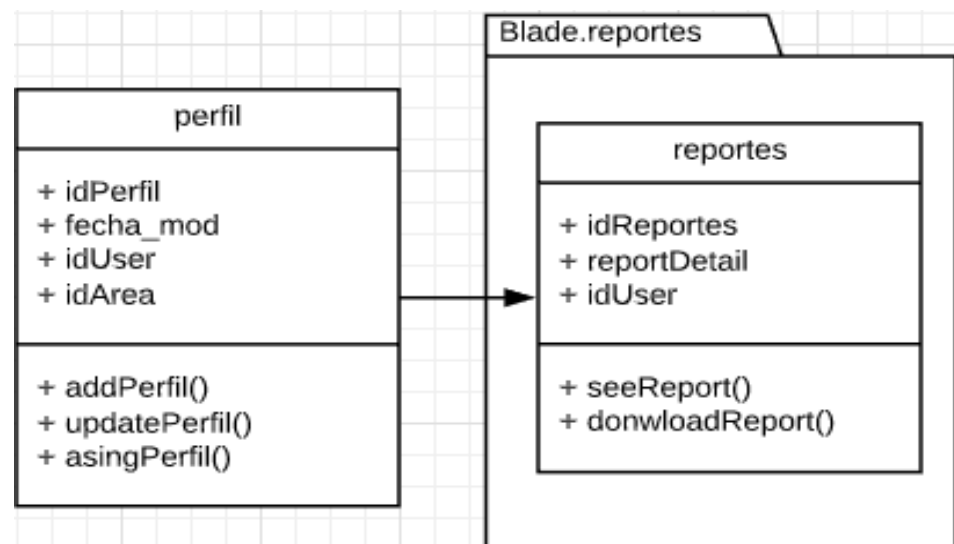 Blade.reportes
perfil
+ idPerfil
+ fecha_mod
+ idUser
+ idArea
+ addPerfil()
+ updatePerfil()
+ asingPerfil()
reportes
+ idReportes
+ reportDetail
+ idUser
+ seeReport()
+ donwloadReport()